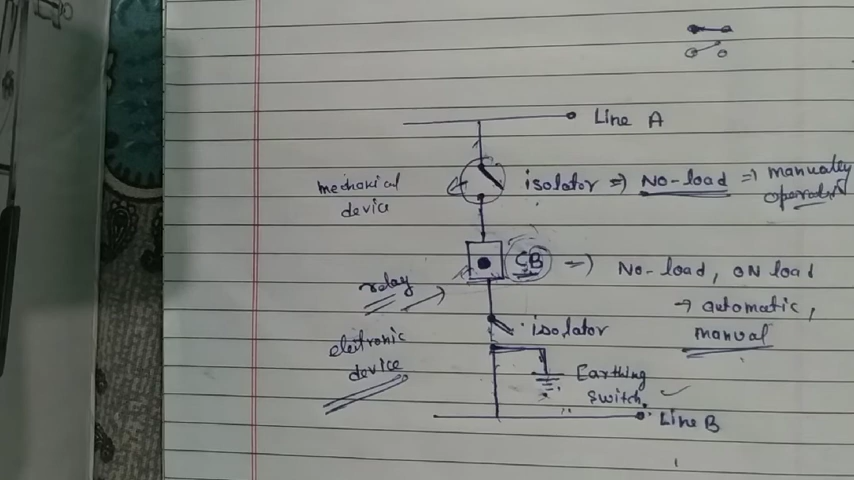 Line A
mechanical
device
isolator => No-load => manualey
operated
CB => No-load, ON load
relay
→ automatic,
manual
isolator
electronic
device
Earthing
switch.
Line B